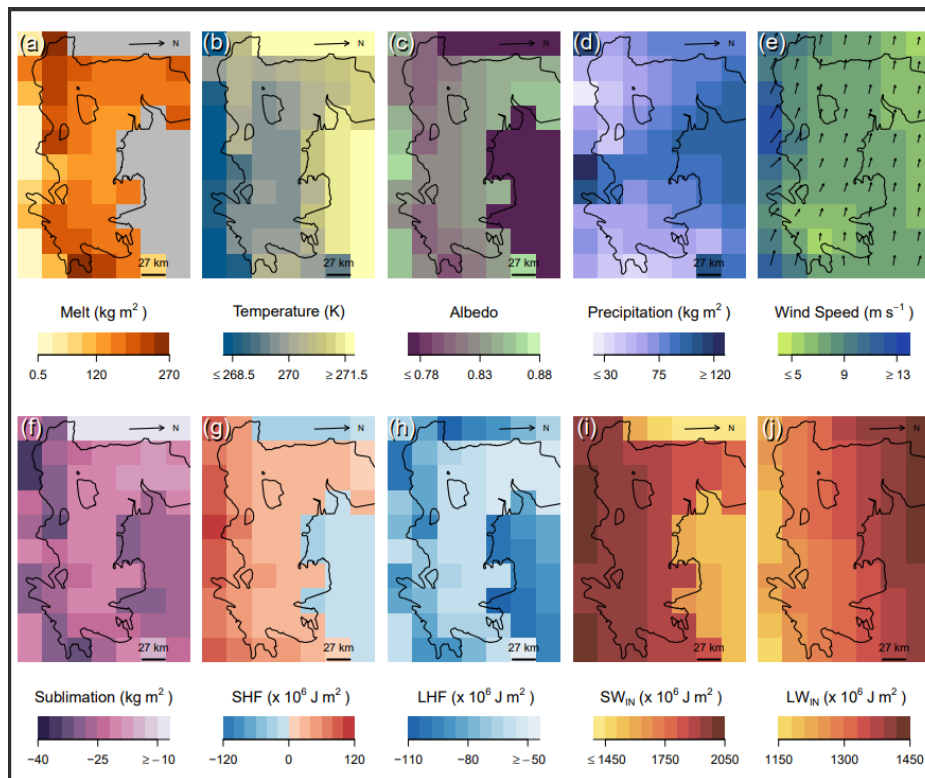 (a) N (b) N (c) N (d) N (e) N
27 km 27 km 27 km 27 km 27 km
Melt (kg m²) Temperature (K) Albedo Precipitation (kg m²) Wind Speed (m s⁻¹)
0.5 120 270 ≤ 268.5 270 ≥ 271.5 ≤ 0.78 0.83 0.88 ≤ 30 75 ≥ 120 ≤ 5 9 ≥ 13
(f) N (g) N (h) N (i) N (j) N
27 km 27 km 27 km 27 km 27 km
Sublimation (kg m²) SHF (x 10⁶ J m²) LHF (x 10⁶ J m²) SW_IN (x 10⁶ J m²) LW_IN (x 10⁶ J m²)
−40 −25 ≥ −10 −120 0 120 −110 −80 ≥ −50 ≤ 1450 1750 2050 1150 1300 1450